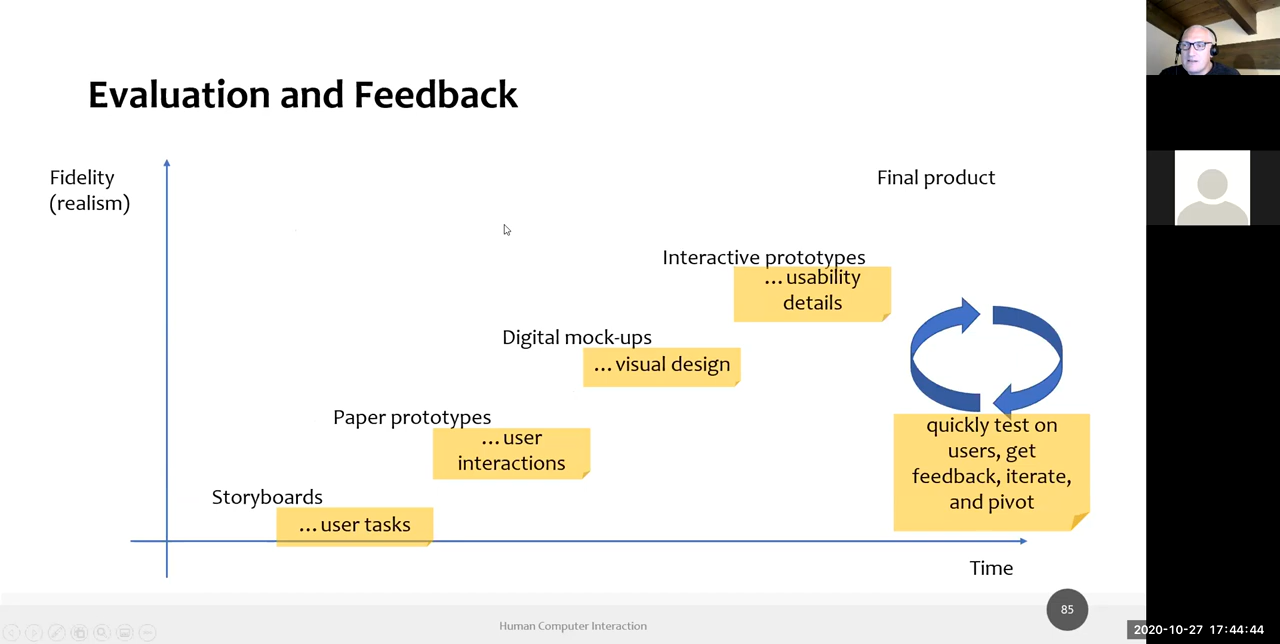 Evaluation and Feedback
Fidelity
(realism)
Final product
Interactive prototypes
...usability
details
Digital mock-ups
...visual design
Paper prototypes
...user
interactions
Storyboards
...user tasks
quickly test on
users, get
feedback, iterate,
and pivot
Time
Human Computer Interaction
85
2020-10-27 17:44:44